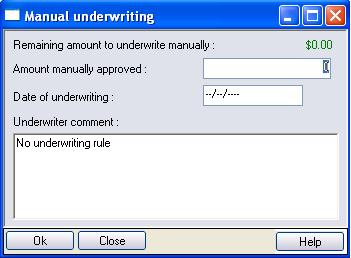 Manual underwriting
Remaining amount to underwrite manually : $0.00
Amount manually approved :
Date of underwriting : --/--/----
Underwriter comment :
No underwriting rule
Ok Close Help